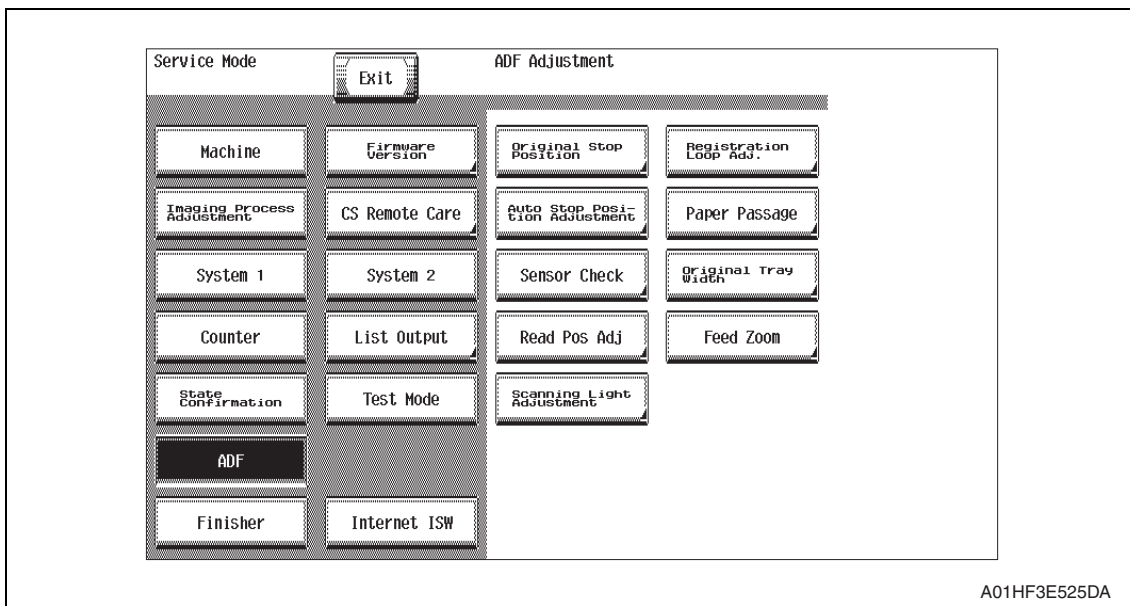 Service Mode
Exit
ADF Adjustment
Machine
Firmware
Version
Original Stop
Position
Registration
Loop Adj.
Imaging Process
Adjustment
CS Remote Care
Auto Stop Posi-
tion Adjustment
Paper Passage
System 1
System 2
Sensor Check
Original Tray
Width
Counter
List Output
Read Pos Adj
Feed Zoom
State
Confirmation
Test Mode
Scanning Light
Adjustment
ADF
Finisher
Internet ISW
A01HF3E525DA